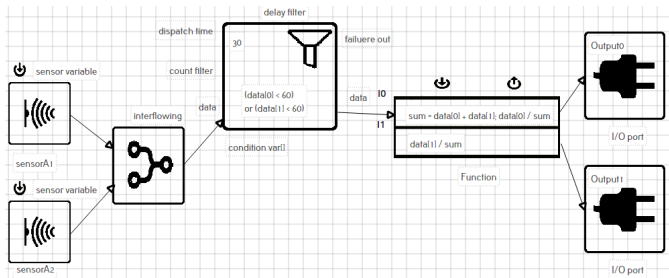 delay filter
dispatch time
30
failuere out
Output0
sensor variable
count filter
(data[0] < 60)
or (data[1] < 60)
data
data
I0
interflowing
sum = data[0] + data[1]; data[0] / sum
I1
I/O port
condition var[]
data[1] / sum
sensorA1
Function
Output1
sensor variable
sensorA2
I/O port